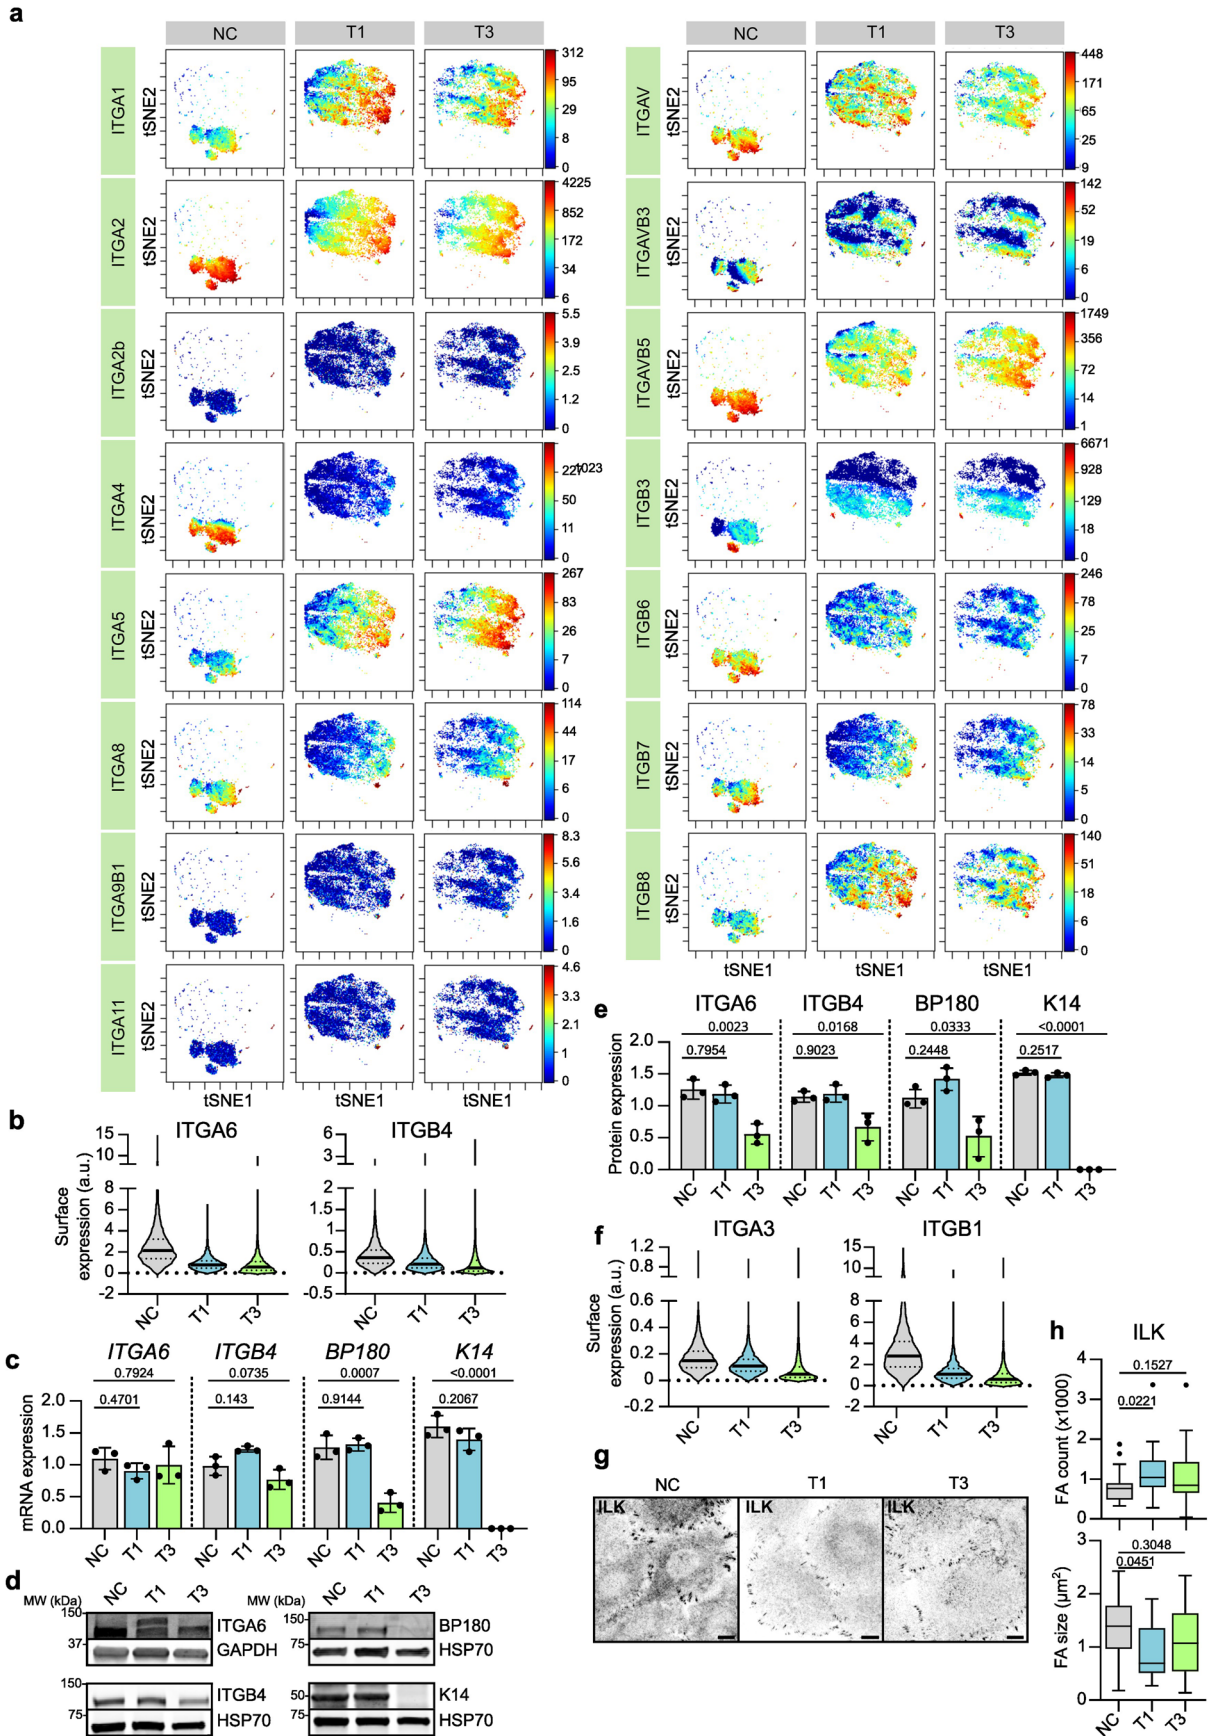 a
NC T1 T3
ITGA1 tSNE2 312 95 29 8 0
ITGA2 tSNE2 4225 852 172 34 6
ITGA2b tSNE2 5.5 3.9 2.5 1.2 0
ITGA4 tSNE2 1023 227 50 11 0
ITGA5 tSNE2 267 83 26 7 0
ITGA8 tSNE2 114 44 17 6 0
ITGA9B1 tSNE2 8.3 5.6 3.4 1.6 0
ITGA11 tSNE2 4.6 3.3 2.1 1 0
tSNE1 tSNE1 tSNE1
NC T1 T3
ITGAV tSNE2 448 171 65 25 9
ITGAVB3 tSNE2 142 52 19 6 0
ITGAVB5 tSNE2 1749 356 72 14 1
ITGB3 tSNE2 6671 928 129 18 0
ITGB6 tSNE2 246 78 25 7 0
ITGB7 tSNE2 78 33 14 5 0
ITGB8 tSNE2 140 51 18 6 0
tSNE1 tSNE1 tSNE1
b
ITGA6 ITGB4
Surface
expression (a.u.)
15 10 8 6 4 2 0 -2
NC T1 T3
6 3 2 1.5 1 0.5 0 -0.5
NC T1 T3
c
ITGA6 ITGB4 BP180 K14
0.7924 0.0735 0.0007 <0.0001
0.4701 0.143 0.9144 0.2067
mRNA expression
2.0 1.5 1.0 0.5 0.0
NC T1 T3 NC T1 T3 NC T1 T3 NC T1 T3
d
MW (kDa) NC T1 T3
150 ITGA6
37 GAPDH
150 ITGB4
75 HSP70
MW (kDa) NC T1 T3
150 BP180
75 HSP70
50 K14
75 HSP70
e
ITGA6 ITGB4 BP180 K14
0.0023 0.0168 0.0333 <0.0001
0.7954 0.9023 0.2448 0.2517
Protein expression
2.0 1.5 1.0 0.5 0.0
NC T1 T3 NC T1 T3 NC T1 T3 NC T1 T3
f
ITGA3 ITGB1
Surface
expression (a.u.)
1.2 0.6 0.6 0.4 0.2 0 -0.2
NC T1 T3
15 10 8 6 4 2 0 -2
NC T1 T3
g
NC T1 T3
ILK ILK ILK
h
ILK
FA count (x1000)
4 3 2 1 0
0.1527
0.0221
FA size (µm²)
3 2 1 0
0.3048
0.0451
NC T1 T3